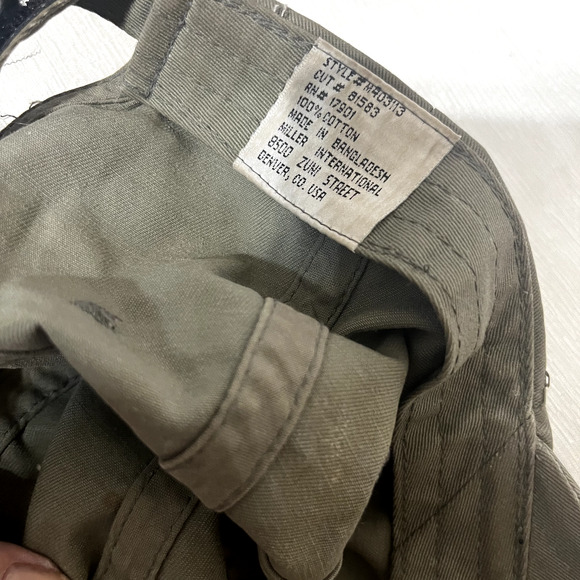 STYLE# M403113
CUT # 81583
RN# 17901
100% COTTON
MADE IN BANGLADESH
MILLER INTERNATIONAL
8500 ZUNI STREET
DENVER, CO. USA